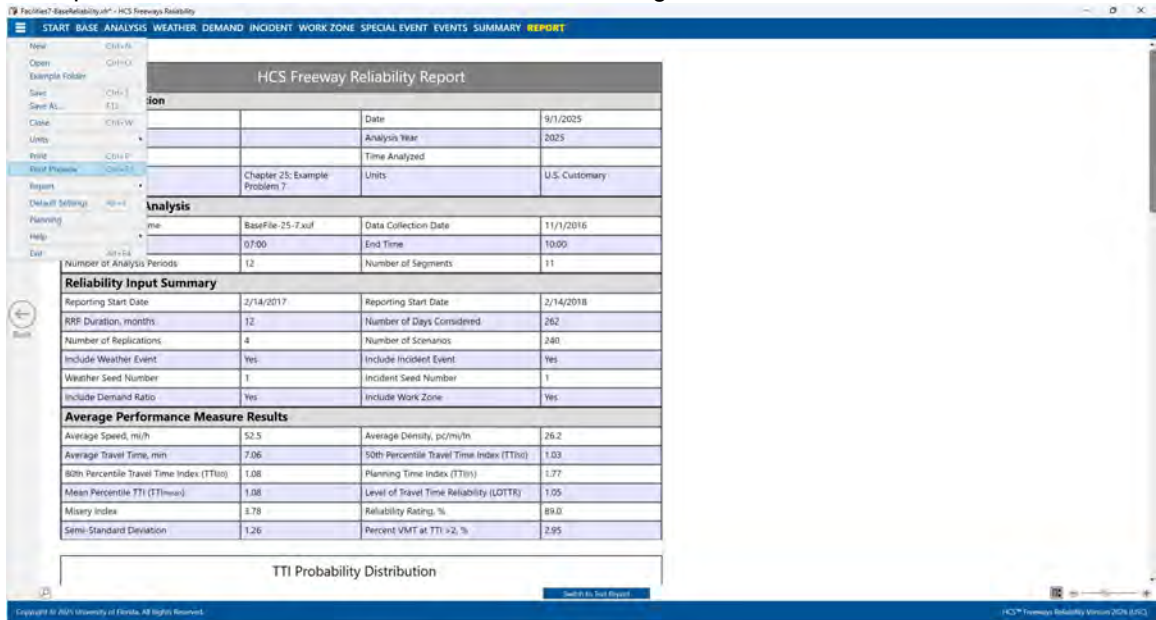 Facilities7-BaseReliability.xhr* - HCS Freeways Reliability
START BASE ANALYSIS WEATHER DEMAND INCIDENT WORK ZONE SPECIAL EVENT EVENTS SUMMARY REPORT
New Ctrl+N
Open Ctrl+O
Example Folder
Save Ctrl+S
Save As... F12
Close Ctrl+W
Units
Print Ctrl+P
Print Preview
Report
Default Settings
Planning
Help
Exit Alt+F4
Back
HCS Freeway Reliability Report
tion
Date 9/1/2025
Analysis Year 2025
Time Analyzed
Chapter 25: Example Units U.S. Customary
Problem 7
Analysis
me BaseFile-25-7.xuf Data Collection Date 11/1/2016
07:00 End Time 10:00
Number of Analysis Periods 12 Number of Segments 11
Reliability Input Summary
Reporting Start Date 2/14/2017 Reporting Start Date 2/14/2018
RRP Duration, months 12 Number of Days Considered 262
Number of Replications 4 Number of Scenarios 240
Include Weather Event Yes Include Incident Event Yes
Weather Seed Number 1 Incident Seed Number 1
Include Demand Ratio Yes Include Work Zone Yes
Average Performance Measure Results
Average Speed, mi/h 52.5 Average Density, pc/mi/ln 26.2
Average Travel Time, min 7.06 50th Percentile Travel Time Index (TTI50) 1.03
80th Percentile Travel Time Index (TTI80) 1.08 Planning Time Index (TTI95) 1.77
Mean Percentile TTI (TTImean) 1.08 Level of Travel Time Reliability (LOTTR) 1.05
Misery Index 3.78 Reliability Rating, % 89.0
Semi-Standard Deviation 1.26 Percent VMT at TTI >2, % 2.95
TTI Probability Distribution
Switch to Text Report
Copyright © 2025 University of Florida. All Rights Reserved.
HCS™ Freeways Reliability Version 2025